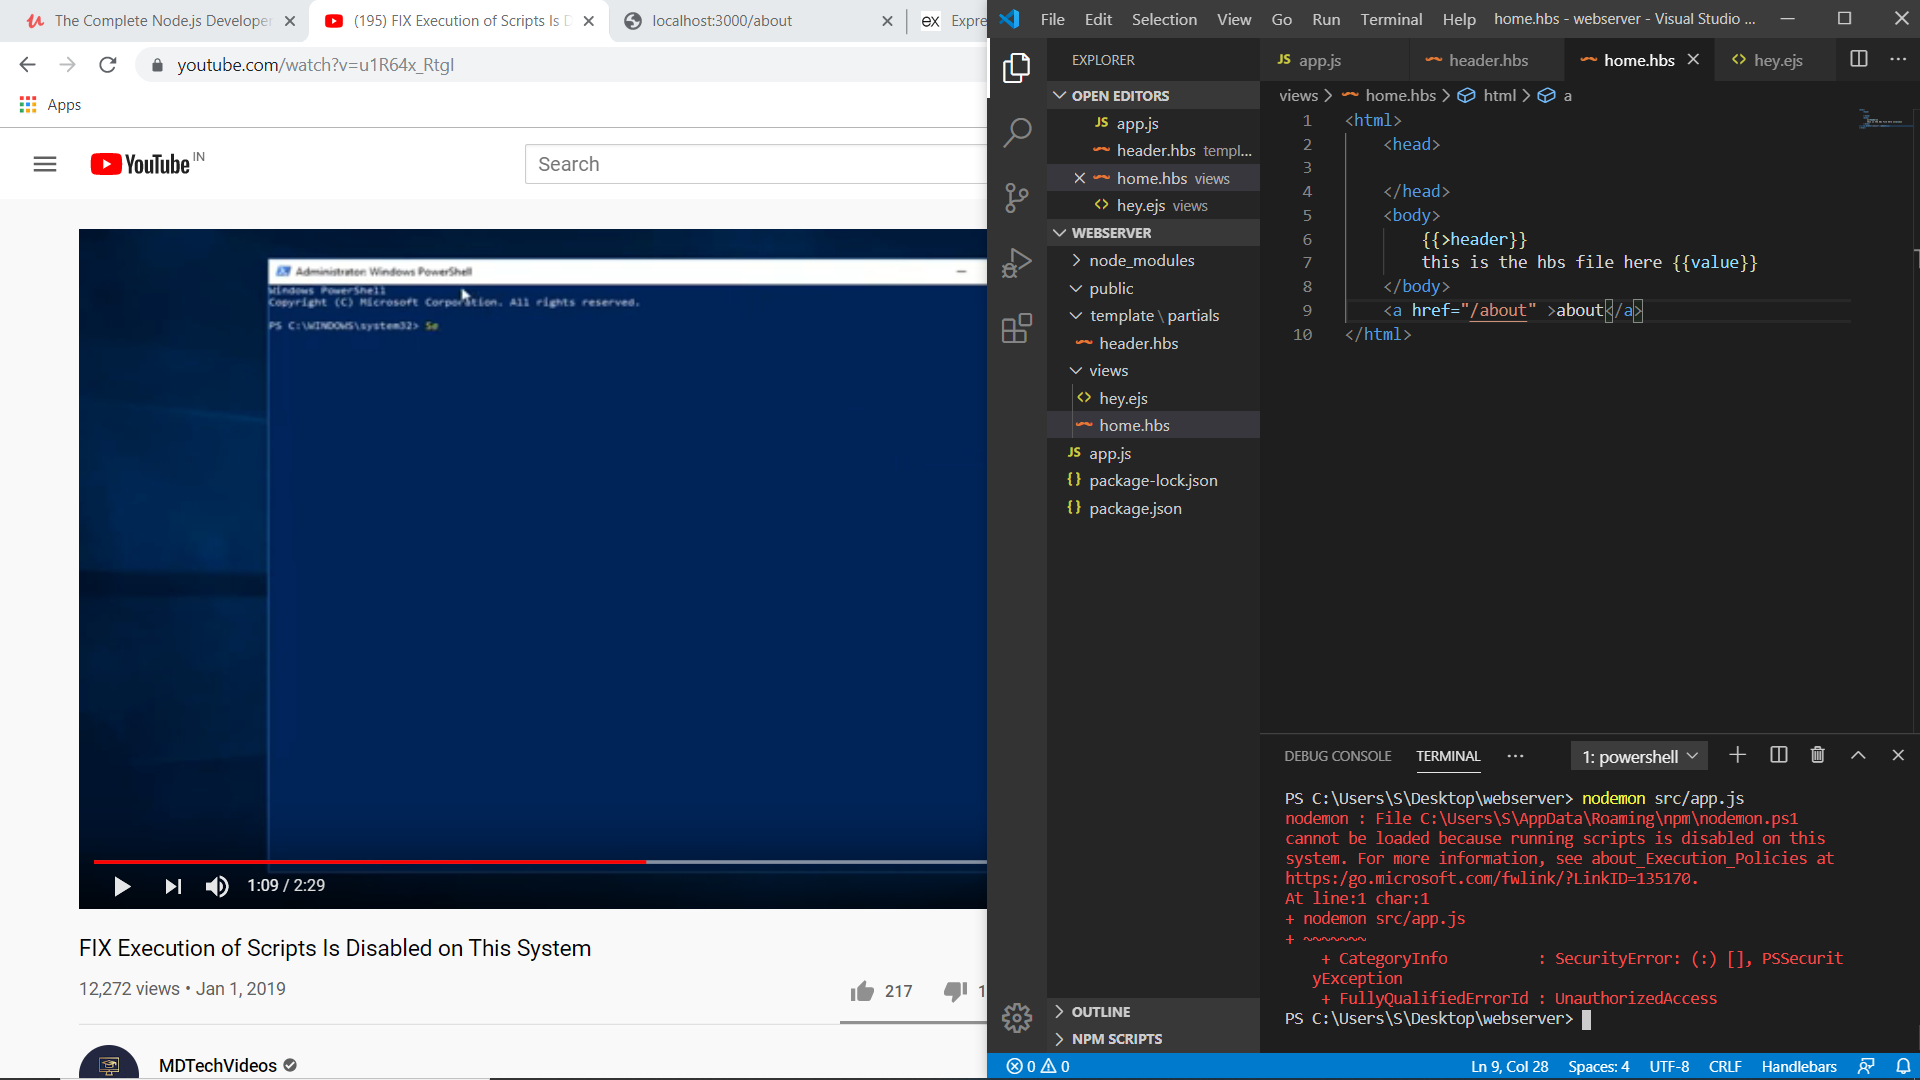 The Complete Node.js Developer
(195) FIX Execution of Scripts Is D
localhost:3000/about
ex Expre
youtube.com/watch?v=u1R64x_RtgI
Apps
YouTube IN
Search
Administrator: Windows PowerShell
Windows PowerShell
Copyright (C) Microsoft Corporation. All rights reserved.
PS C:\WINDOWS\system32> Se
1:09 / 2:29
FIX Execution of Scripts Is Disabled on This System
12,272 views • Jan 1, 2019
217
1
MDTechVideos
File Edit Selection View Go Run Terminal Help home.hbs - webserver - Visual Studio ...
EXPLORER
OPEN EDITORS
JS app.js
header.hbs templ...
home.hbs views
<> hey.ejs views
WEBSERVER
node_modules
public
template \ partials
header.hbs
views
<> hey.ejs
home.hbs
JS app.js
{} package-lock.json
{} package.json
OUTLINE
NPM SCRIPTS
JS app.js
header.hbs
home.hbs
<> hey.ejs
views > home.hbs > html > a
1 <html>
2 <head>
3
4 </head>
5 <body>
6 {{>header}}
7 this is the hbs file here {{value}}
8 </body>
9 <a href="/about" >about</a>
10 </html>
DEBUG CONSOLE TERMINAL ... 1: powershell
PS C:\Users\S\Desktop\webserver> nodemon src/app.js
nodemon : File C:\Users\S\AppData\Roaming\npm\nodemon.ps1
cannot be loaded because running scripts is disabled on this
system. For more information, see about_Execution_Policies at
https:/go.microsoft.com/fwlink/?LinkID=135170.
At line:1 char:1
+ nodemon src/app.js
+ ~~~~~~~
+ CategoryInfo : SecurityError: (:) [], PSSecurit
yException
+ FullyQualifiedErrorId : UnauthorizedAccess
PS C:\Users\S\Desktop\webserver>
0 0 Ln 9, Col 28 Spaces: 4 UTF-8 CRLF Handlebars